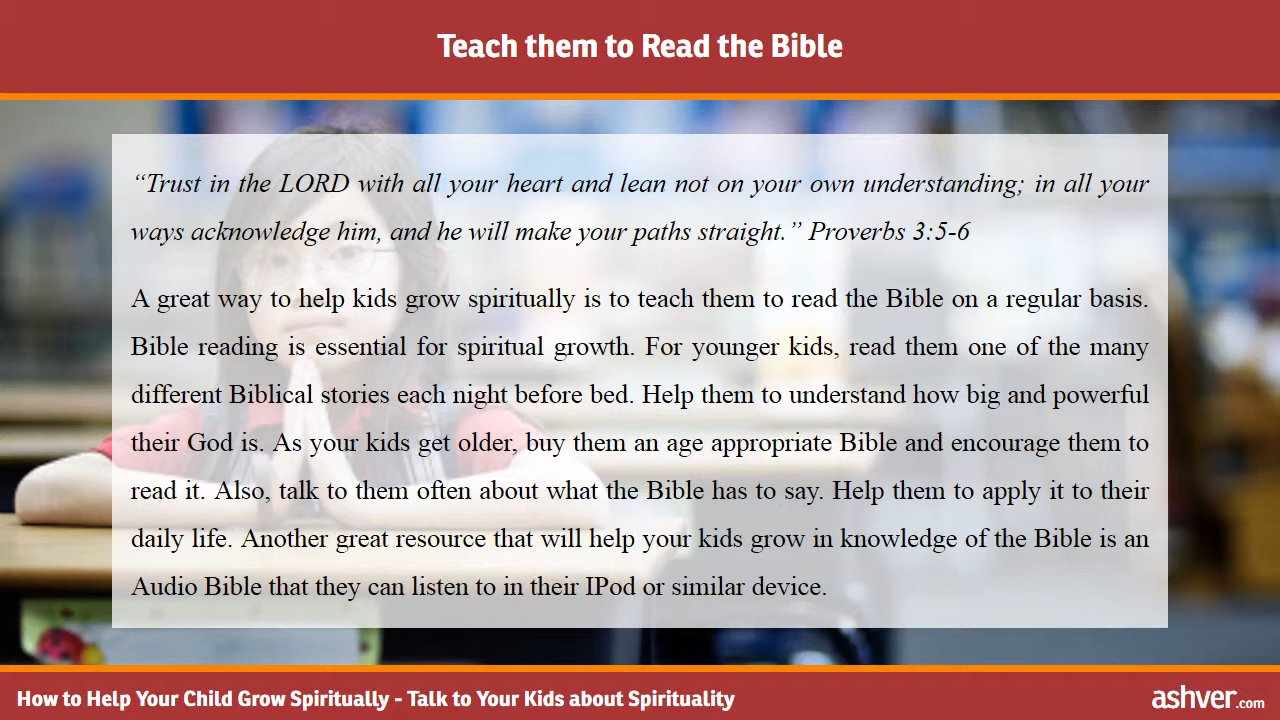 Teach them to Read the Bible
“Trust in the LORD with all your heart and lean not on your own understanding; in all your
ways acknowledge him, and he will make your paths straight.” Proverbs 3:5-6
A great way to help kids grow spiritually is to teach them to read the Bible on a regular basis.
Bible reading is essential for spiritual growth. For younger kids, read them one of the many
different Biblical stories each night before bed. Help them to understand how big and powerful
their God is. As your kids get older, buy them an age appropriate Bible and encourage them to
read it. Also, talk to them often about what the Bible has to say. Help them to apply it to their
daily life. Another great resource that will help your kids grow in knowledge of the Bible is an
Audio Bible that they can listen to in their IPod or similar device.
How to Help Your Child Grow Spiritually - Talk to Your Kids about Spirituality
ashver.com